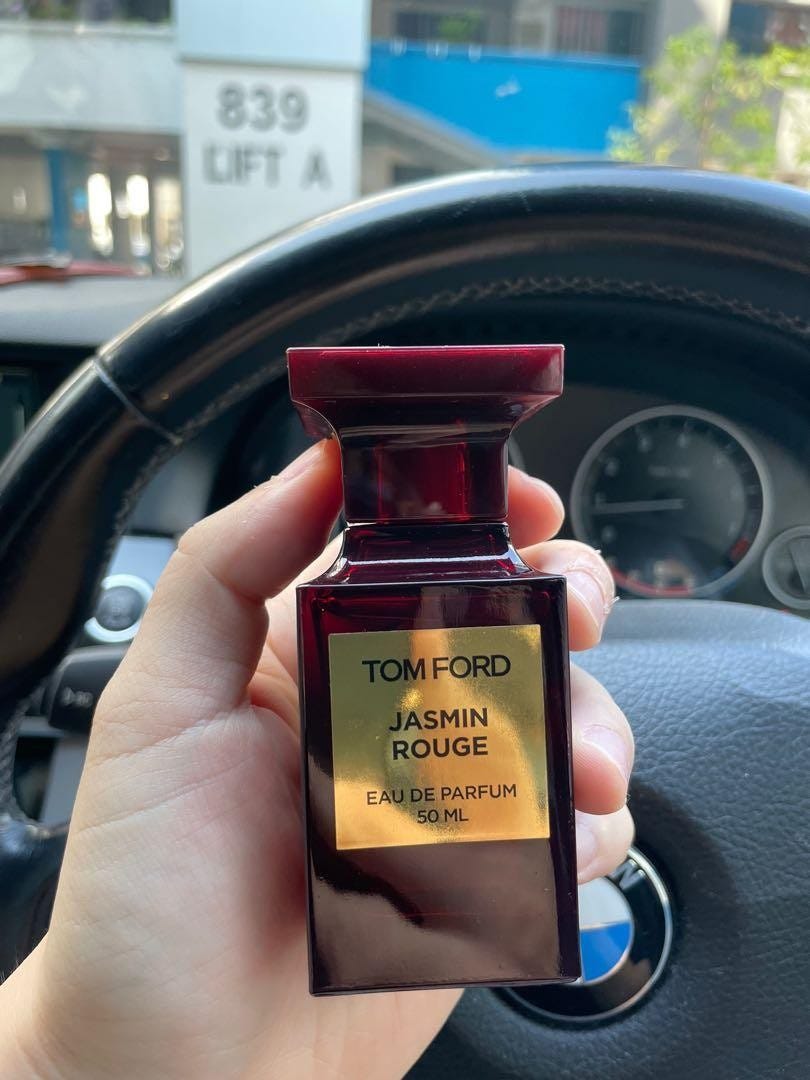 839
LIFT A
TOM FORD
JASMIN
ROUGE
EAU DE PARFUM
50 ML